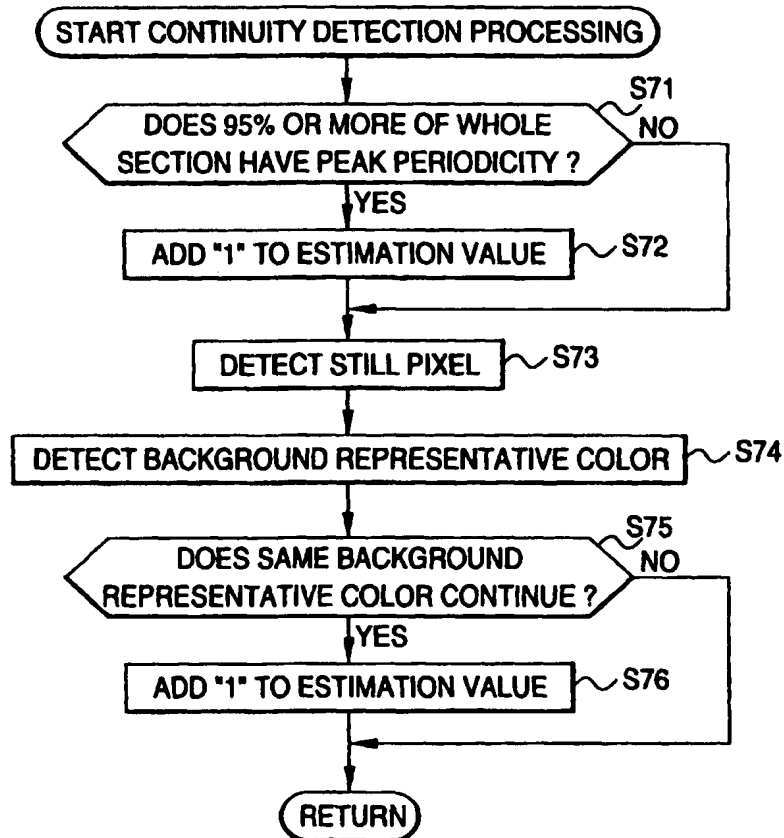 START CONTINUITY DETECTION PROCESSING
S71
DOES 95% OR MORE OF WHOLE
SECTION HAVE PEAK PERIODICITY ?
NO
YES
ADD "1" TO ESTIMATION VALUE
S72
DETECT STILL PIXEL
S73
DETECT BACKGROUND REPRESENTATIVE COLOR
S74
S75
DOES SAME BACKGROUND
REPRESENTATIVE COLOR CONTINUE ?
NO
YES
ADD "1" TO ESTIMATION VALUE
S76
RETURN